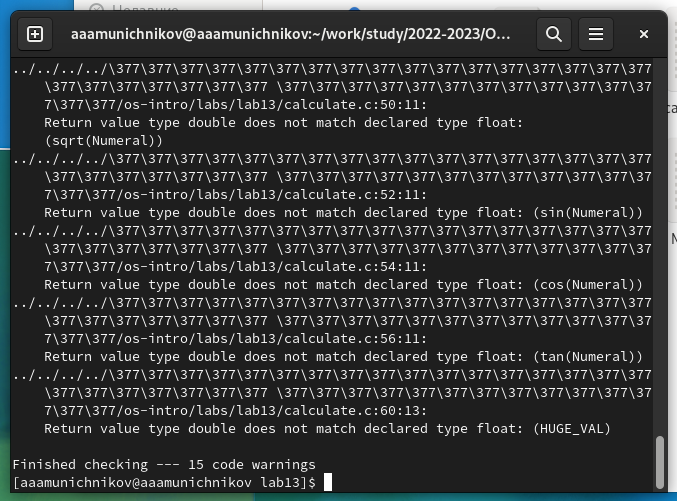 aaamunichnikov@aaamunichnikov:~/work/study/2022-2023/O...
../../../../\377\377\377\377\377\377\377\377\377\377\377\377\377\377\377\377\377
\377\377\377\377\377\377\377 \377\377\377\377\377\377\377\377\377\377\377\37
7\377\377/os-intro/labs/lab13/calculate.c:50:11:
Return value type double does not match declared type float:
(sqrt(Numeral))
../../../../\377\377\377\377\377\377\377\377\377\377\377\377\377\377\377\377\377
\377\377\377\377\377\377\377 \377\377\377\377\377\377\377\377\377\377\377\37
7\377\377/os-intro/labs/lab13/calculate.c:52:11:
Return value type double does not match declared type float: (sin(Numeral))
../../../../\377\377\377\377\377\377\377\377\377\377\377\377\377\377\377\377\377
\377\377\377\377\377\377\377 \377\377\377\377\377\377\377\377\377\377\377\37
7\377\377/os-intro/labs/lab13/calculate.c:54:11:
Return value type double does not match declared type float: (cos(Numeral))
../../../../\377\377\377\377\377\377\377\377\377\377\377\377\377\377\377\377\377
\377\377\377\377\377\377\377 \377\377\377\377\377\377\377\377\377\377\377\37
7\377\377/os-intro/labs/lab13/calculate.c:56:11:
Return value type double does not match declared type float: (tan(Numeral))
../../../../\377\377\377\377\377\377\377\377\377\377\377\377\377\377\377\377\377
\377\377\377\377\377\377\377 \377\377\377\377\377\377\377\377\377\377\377\37
7\377\377/os-intro/labs/lab13/calculate.c:60:13:
Return value type double does not match declared type float: (HUGE_VAL)
Finished checking --- 15 code warnings
[aaamunichnikov@aaamunichnikov lab13]$